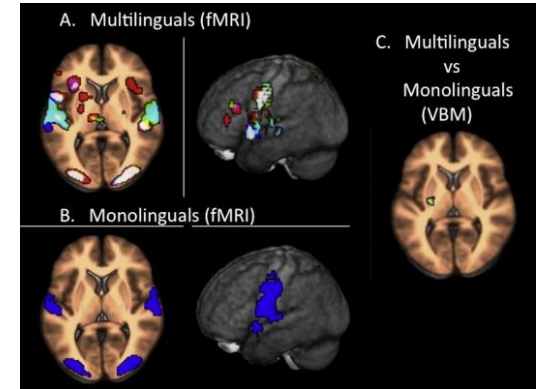 A. Multilinguals (fMRI)
C. Multilinguals
vs
Monolinguals
(VBM)
B. Monolinguals (fMRI)